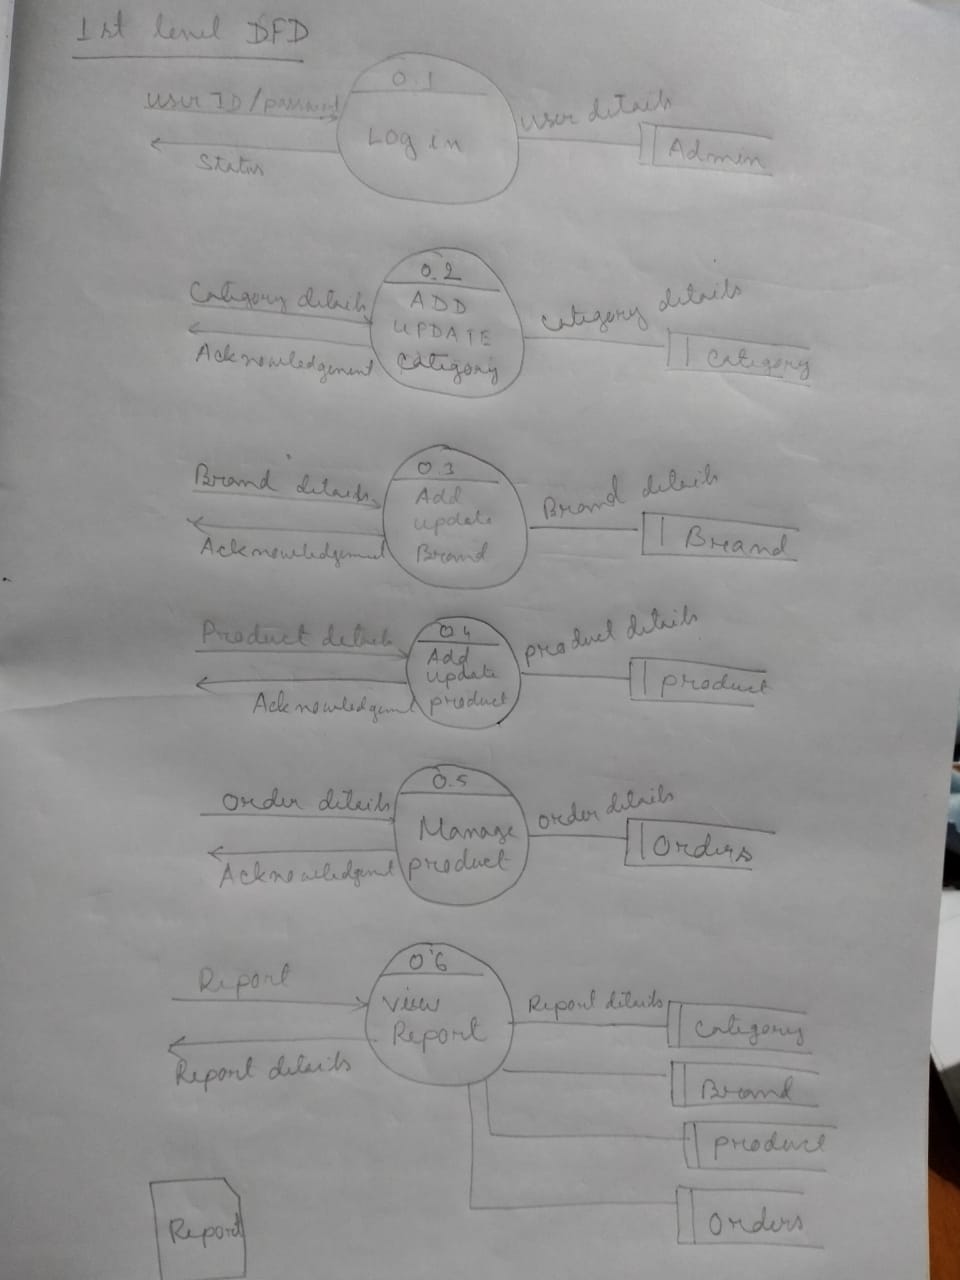 1st level DFD
0.1
User ID/password
Log in
Status
User details
Admin
0.2
Category details
ADD
UPDATE
Category
Acknowledgement
Category details
Category
0.3
Brand details
Add
update
Brand
Acknowledgement
Brand details
Breand
0.4
Product details
Add
update
product
Acknowledgement
product details
product
0.5
Order details
Manage
product
Acknowledgement
order details
Orders
0.6
Report
view
Report
Report details
Report details
Category
Brand
product
Orders
Report